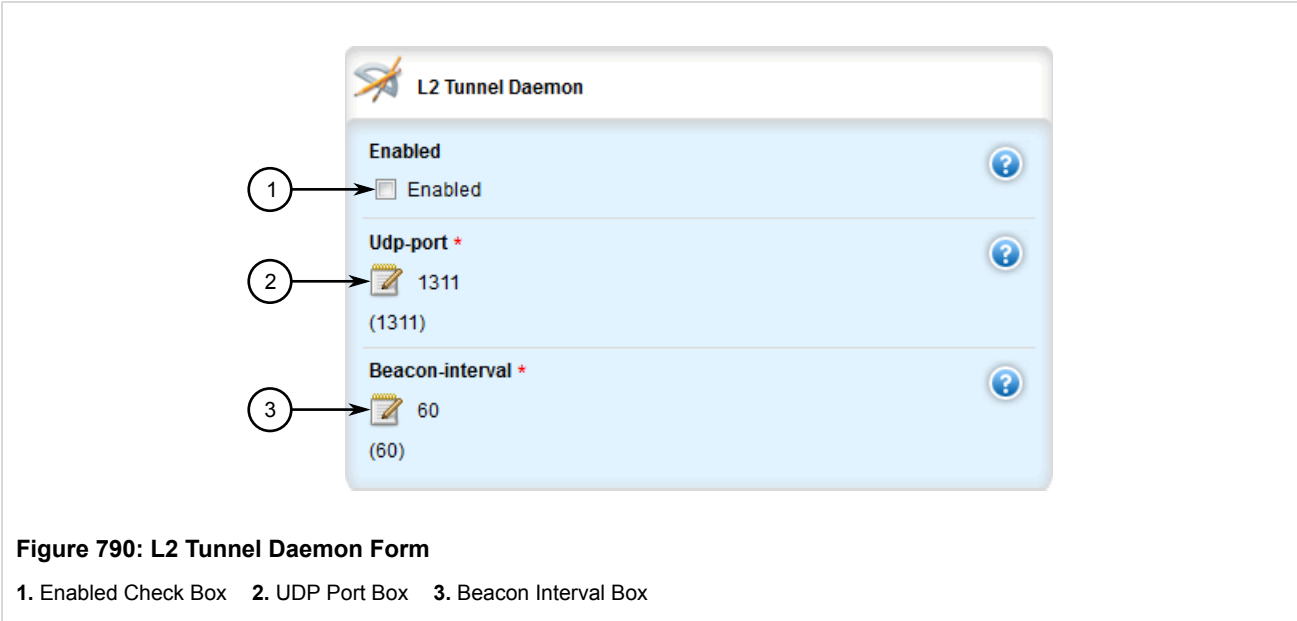 L2 Tunnel Daemon
Enabled
?
1
Enabled
Udp-port *
?
2
1311
(1311)
Beacon-interval *
?
3
60
(60)
Figure 790: L2 Tunnel Daemon Form
1. Enabled Check Box 2. UDP Port Box 3. Beacon Interval Box